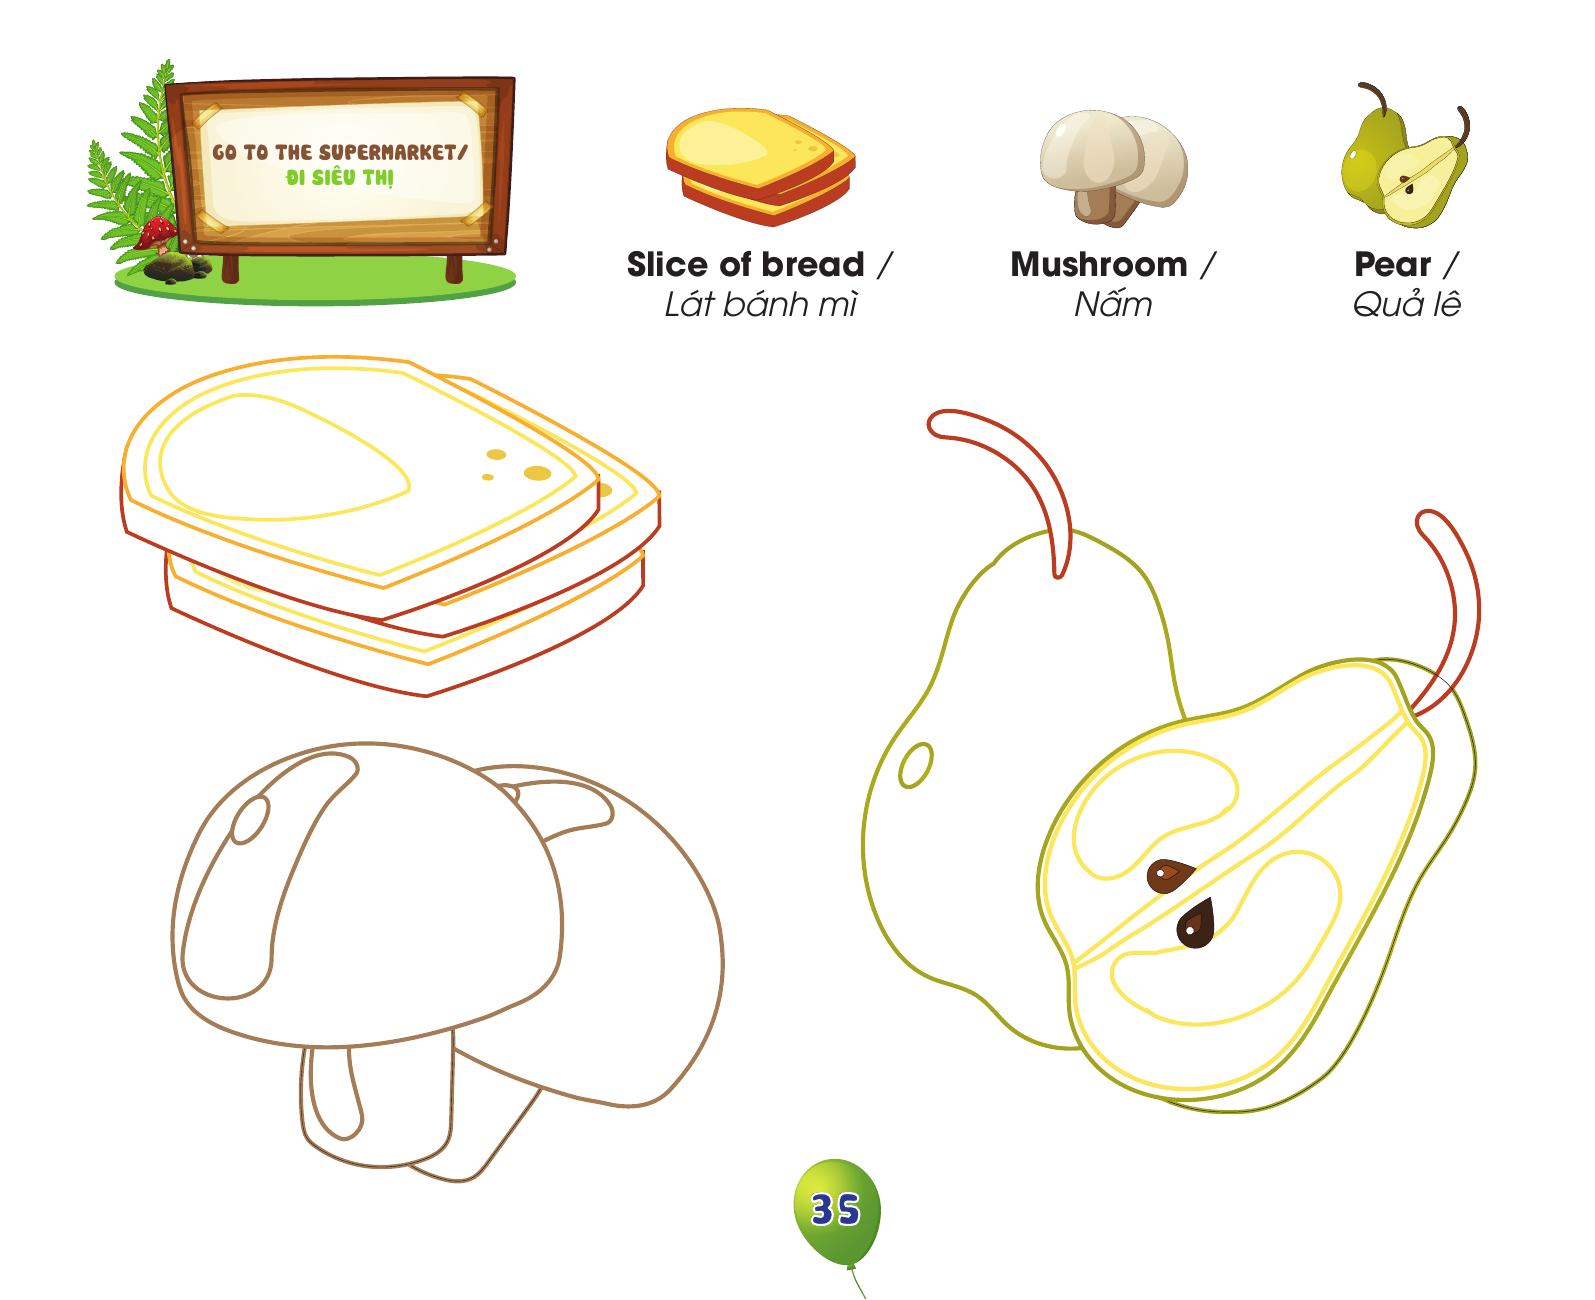 GO TO THE SUPERMARKET/
ĐI SIÊU THỊ
Slice of bread /
Lát bánh mì
Mushroom /
Nấm
Pear /
Quả lê
35